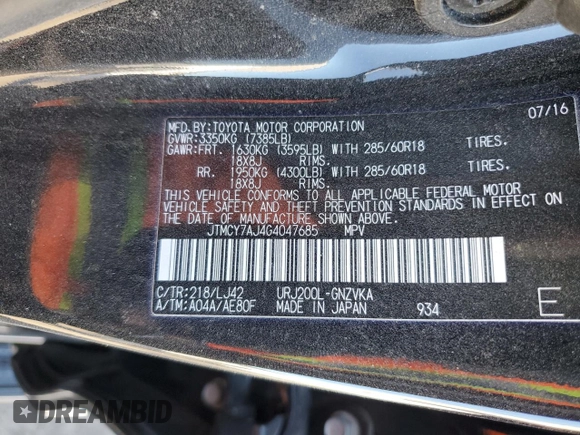 07/16
MFD.BY:TOYOTA MOTOR CORPORATION
GVWR:3350KG (7385LB)
GAWR:FRT. 1630KG (3595LB) WITH 285/60R18 TIRES.
18X8J RIMS.
RR. 1950KG (4300LB) WITH 285/60R18 TIRES.
18X8J RIMS.
THIS VEHICLE CONFORMS TO ALL APPLICABLE FEDERAL MOTOR
VEHICLE SAFETY AND THEFT PREVENTION STANDARDS IN EFFECT ON
THE DATE OF MANUFACTURE SHOWN ABOVE.
JTMCY7AJ4G4047685 MPV
C/TR:218/LJ42 URJ200L-GNZVKA
A/TM:A04A/AE80F MADE IN JAPAN 934 E
DREAMBID